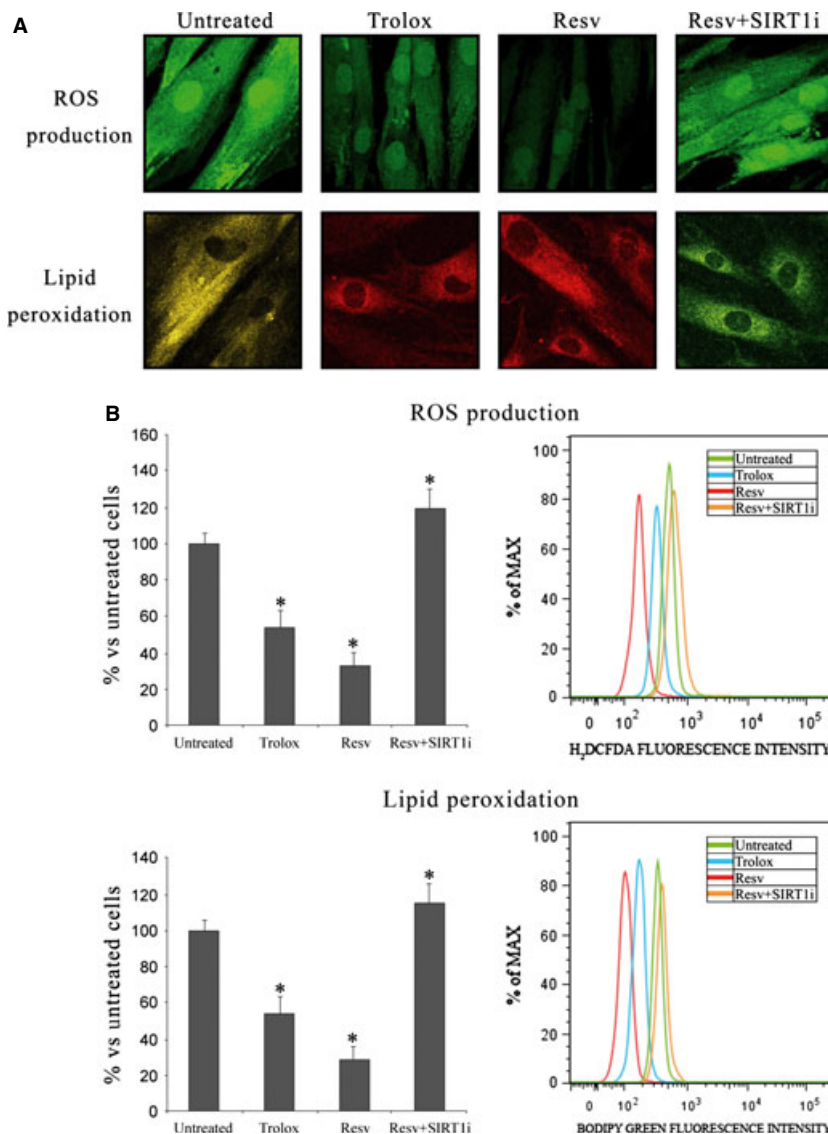 A
Untreated Trolox Resv Resv+SIRT1i
ROS
production
Lipid
peroxidation
B
ROS production
160
140
120
100
80
60
40
20
0
% vs untreated cells
* * *
Untreated Trolox Resv Resv+SIRT1i
100
80
60
40
20
0
% of MAX
Untreated
Trolox
Resv
Resv+SIRT1i
0 10² 10³ 10⁴ 10⁵
H₂DCFDA FLUORESCENCE INTENSITY
Lipid peroxidation
140
120
100
80
60
40
20
0
% vs untreated cells
* * *
Untreated Trolox Resv Resv+SIRT1i
100
80
60
40
20
0
% of MAX
Untreated
Trolox
Resv
Resv+SIRT1i
0 10² 10³ 10⁴ 10⁵
BODIPY GREEN FLUORESCENCE INTENSITY